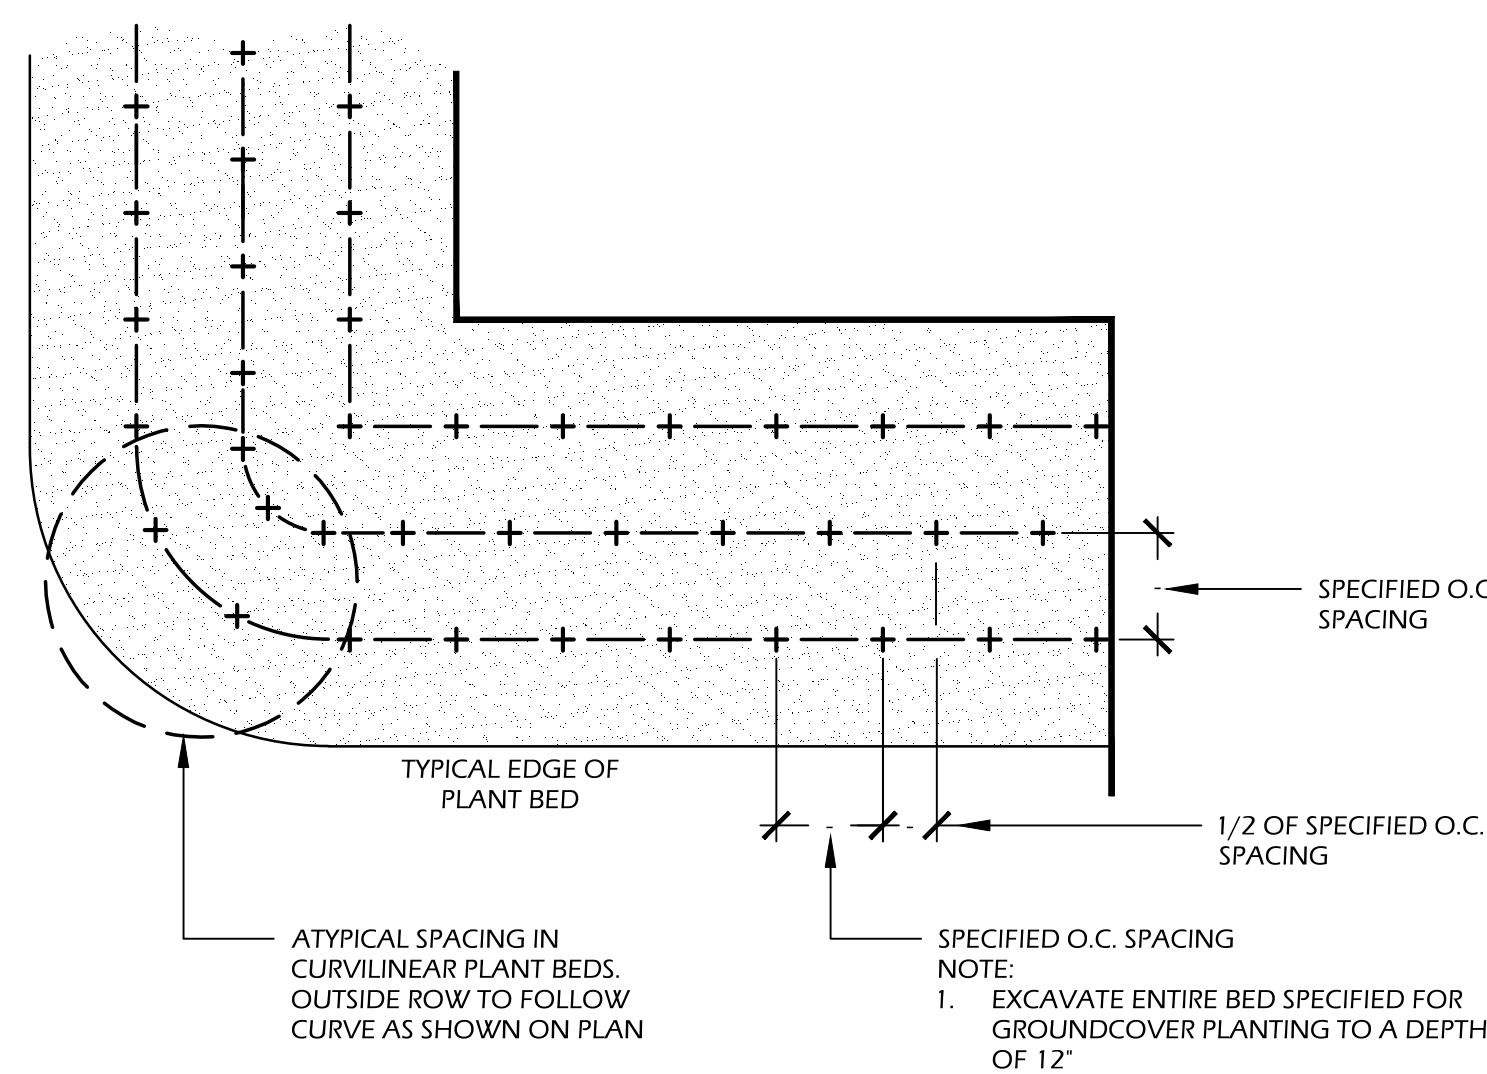 SPECIFIED O.C
SPACING
TYPICAL EDGE OF
PLANT BED
1/2 OF SPECIFIED O.C.
SPACING
ATYPICAL SPACING IN
CURVILINEAR PLANT BEDS.
OUTSIDE ROW TO FOLLOW
CURVE AS SHOWN ON PLAN
SPECIFIED O.C. SPACING
NOTE:
1. EXCAVATE ENTIRE BED SPECIFIED FOR
GROUNDCOVER PLANTING TO A DEPTH
OF 12"